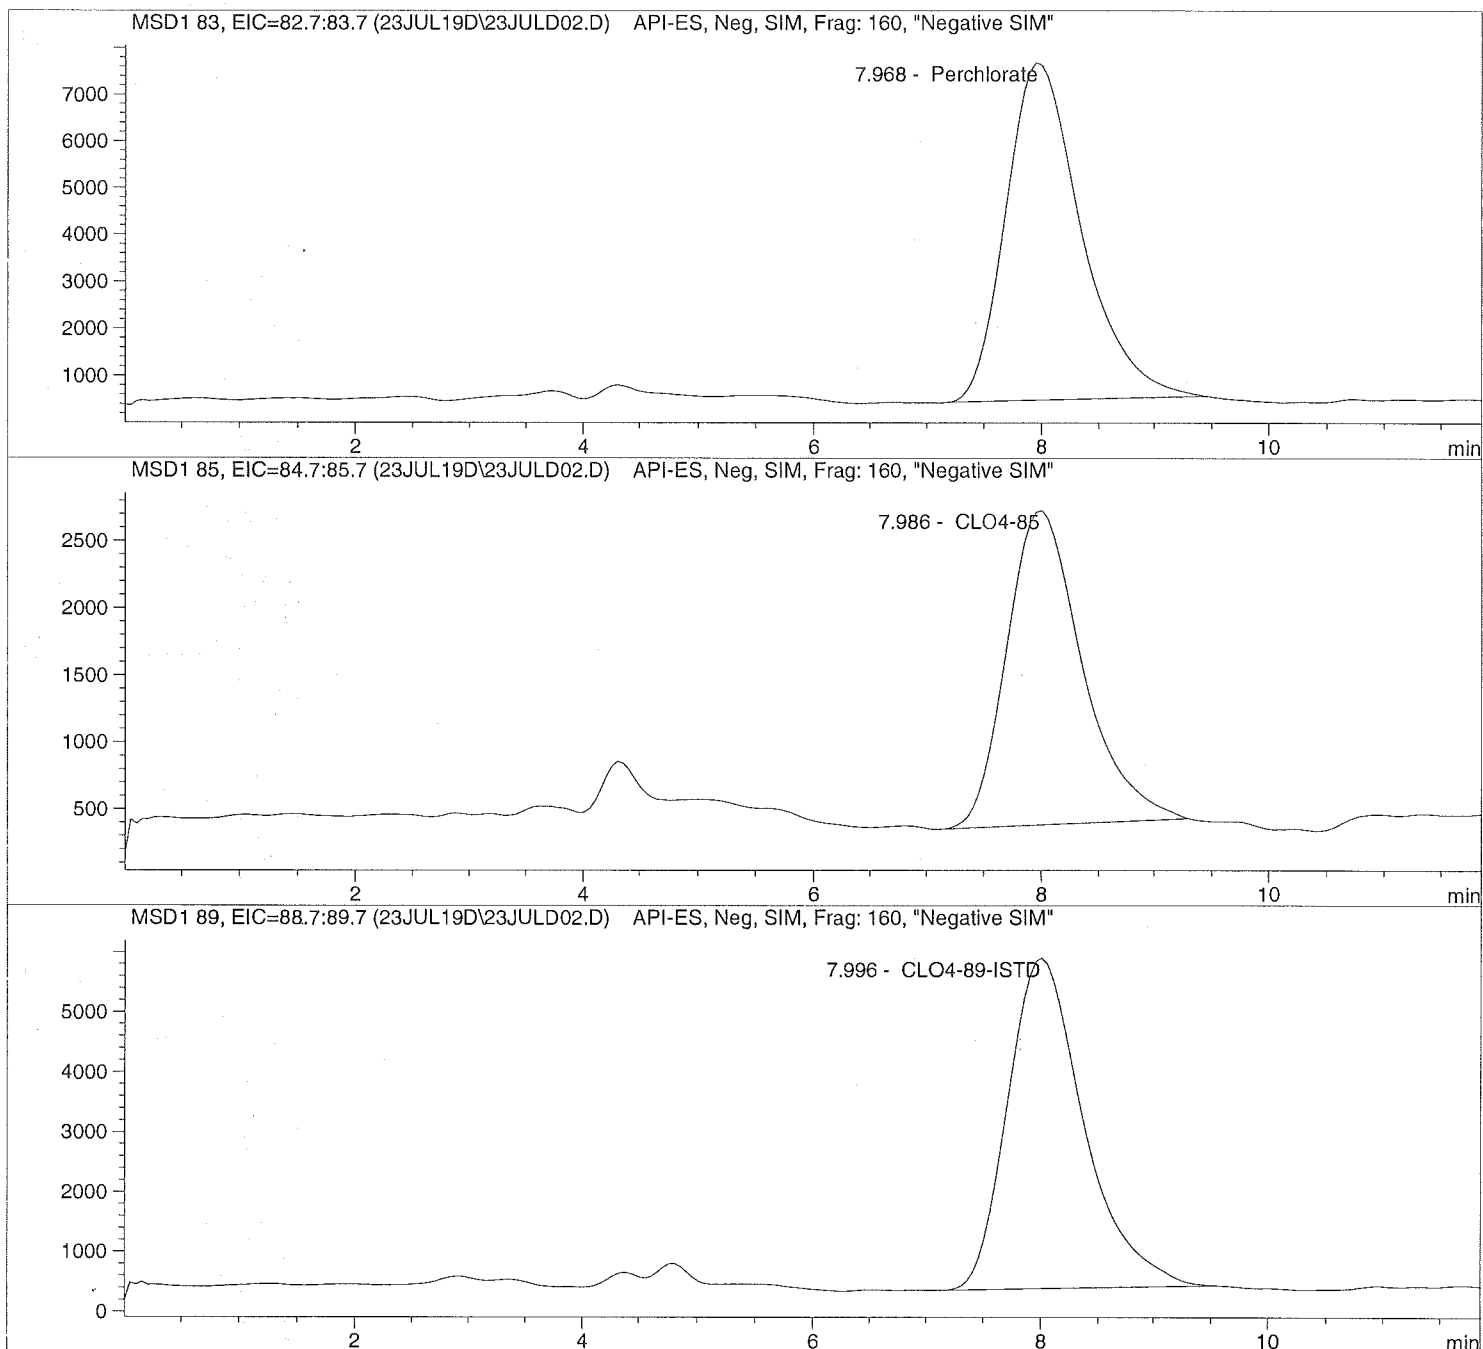 MSD1 83, EIC=82.7:83.7 (23JUL19D\23JULD02.D) API-ES, Neg, SIM, Frag: 160, "Negative SIM"
7.968 - Perchlorate
7000
6000
5000
4000
3000
2000
1000
2 4 6 8 10 min
MSD1 85, EIC=84.7:85.7 (23JUL19D\23JULD02.D) API-ES, Neg, SIM, Frag: 160, "Negative SIM"
7.986 - CLO4-85
2500
2000
1500
1000
500
2 4 6 8 10 min
MSD1 89, EIC=88.7:89.7 (23JUL19D\23JULD02.D) API-ES, Neg, SIM, Frag: 160, "Negative SIM"
7.996 - CLO4-89-ISTD
5000
4000
3000
2000
1000
0
2 4 6 8 10 min